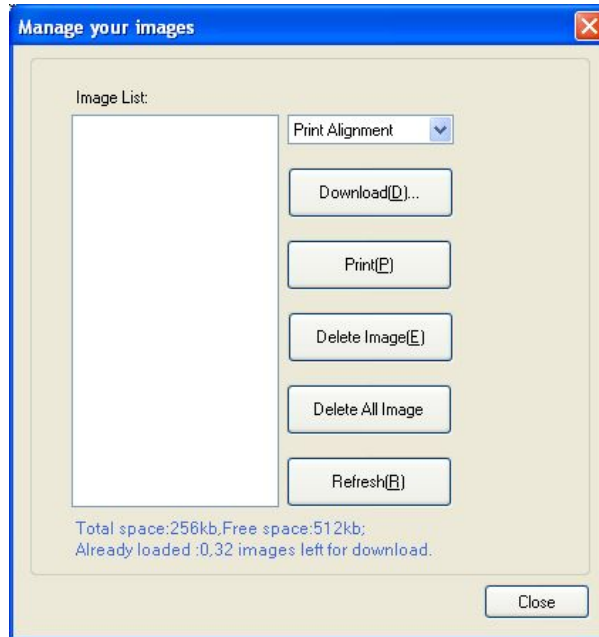 Manage your images
Image List:
Print Alignment
Download(D)...
Print(P)
Delete Image(E)
Delete All Image
Refresh(R)
Total space:256kb,Free space:512kb;
Already loaded :0,32 images left for download.
Close